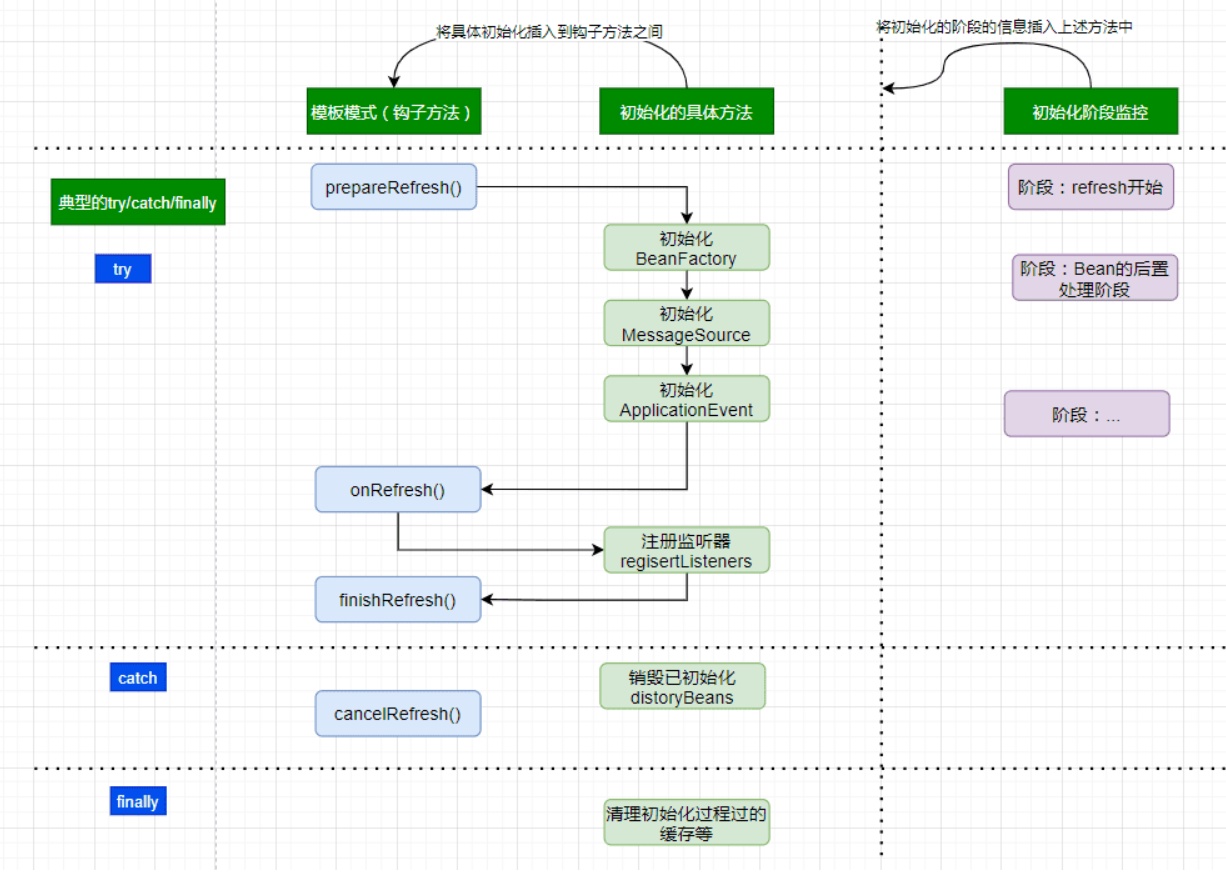 将具体初始化插入到钩子方法之间
将初始化的阶段的信息插入上述方法中
模板模式（钩子方法）
初始化的具体方法
初始化阶段监控
典型的try/catch/finally
try
prepareRefresh()
初始化
BeanFactory
初始化
MessageSource
初始化
ApplicationEvent
onRefresh()
注册监听器
regisertListeners
finishRefresh()
阶段：refresh开始
阶段：Bean的后置
处理阶段
阶段：...
catch
cancelRefresh()
销毁已初始化
distoryBeans
finally
清理初始化过程过的
缓存等